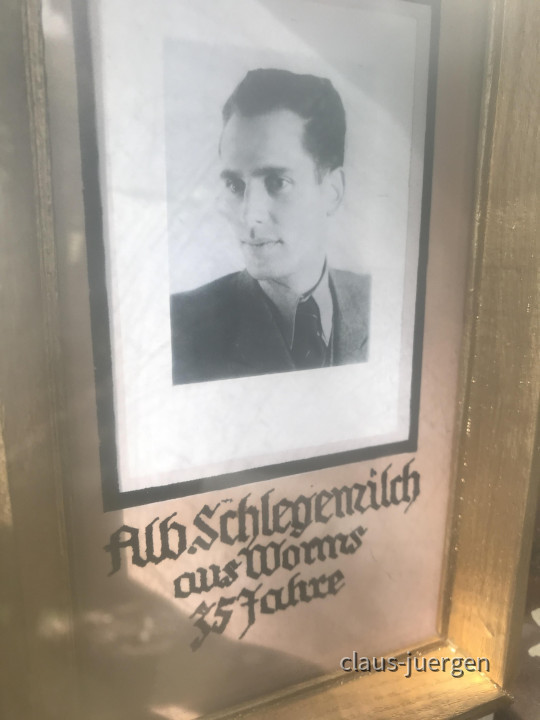 Alb. Schlegemilch
aus Worms
35 Jahre
claus-juergen